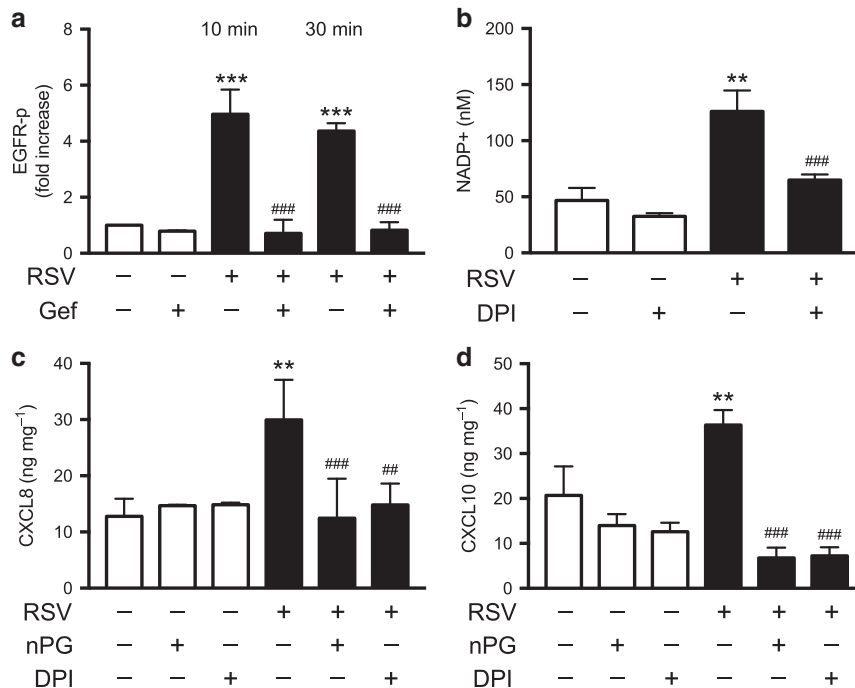 a
10 min 30 min
EGFR-p
(fold increase)
8
6
4
2
0
***
***
###
###
RSV − − + + + +
Gef − + − + − +
b
NADP+ (nM)
200
150
100
50
0
**
###
RSV − − + +
DPI − + − +
c
CXCL8 (ng mg⁻¹)
40
30
20
10
0
**
###
##
RSV − − − + + +
nPG − + − − + −
DPI − − + − − +
d
CXCL10 (ng mg⁻¹)
50
40
30
20
10
0
**
###
###
RSV − − − + + +
nPG − + − − + −
DPI − − + − − +